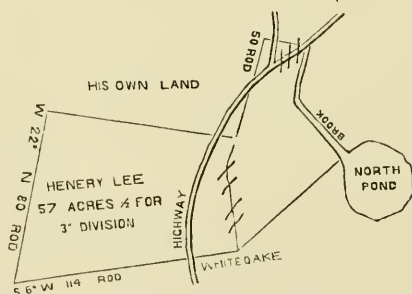 50 ROD
HIS OWN LAND
W 22° N 80 ROD
HENERY LEE
57 ACRES ½ FOR
3° DIVISION
HIGHWAY
BROOK
NORTH
POND
WHITEOAKE
S 6° W 114 ROD